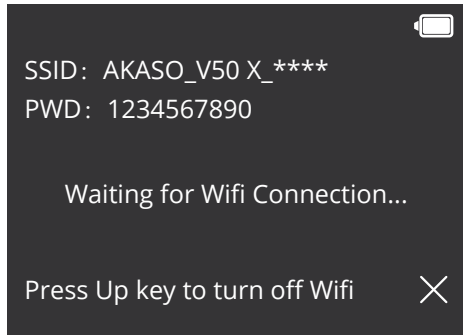 SSID: AKASO_V50 X_****
PWD: 1234567890
Waiting for Wifi Connection...
Press Up key to turn off Wifi